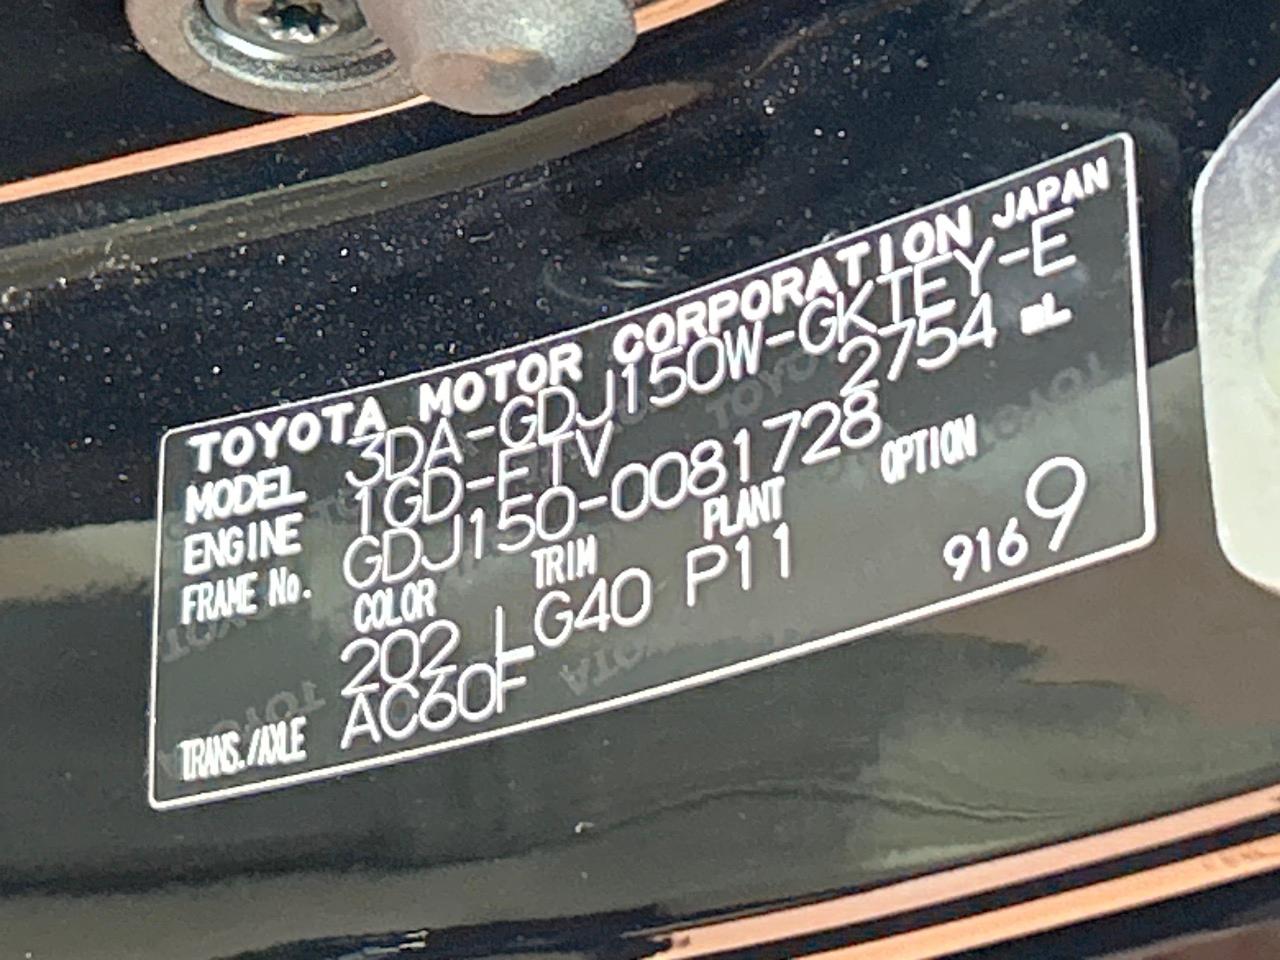 TOYOTA MOTOR CORPORATION JAPAN
MODEL 3DA-GDJ150W-GKTEY-E
ENGINE 1GD-FTV 2754 mL
FRAME No. GDJ150-0081728
COLOR TRIM PLANT OPTION
202 LG40 P11 9169
TRANS./AXLE AC60F